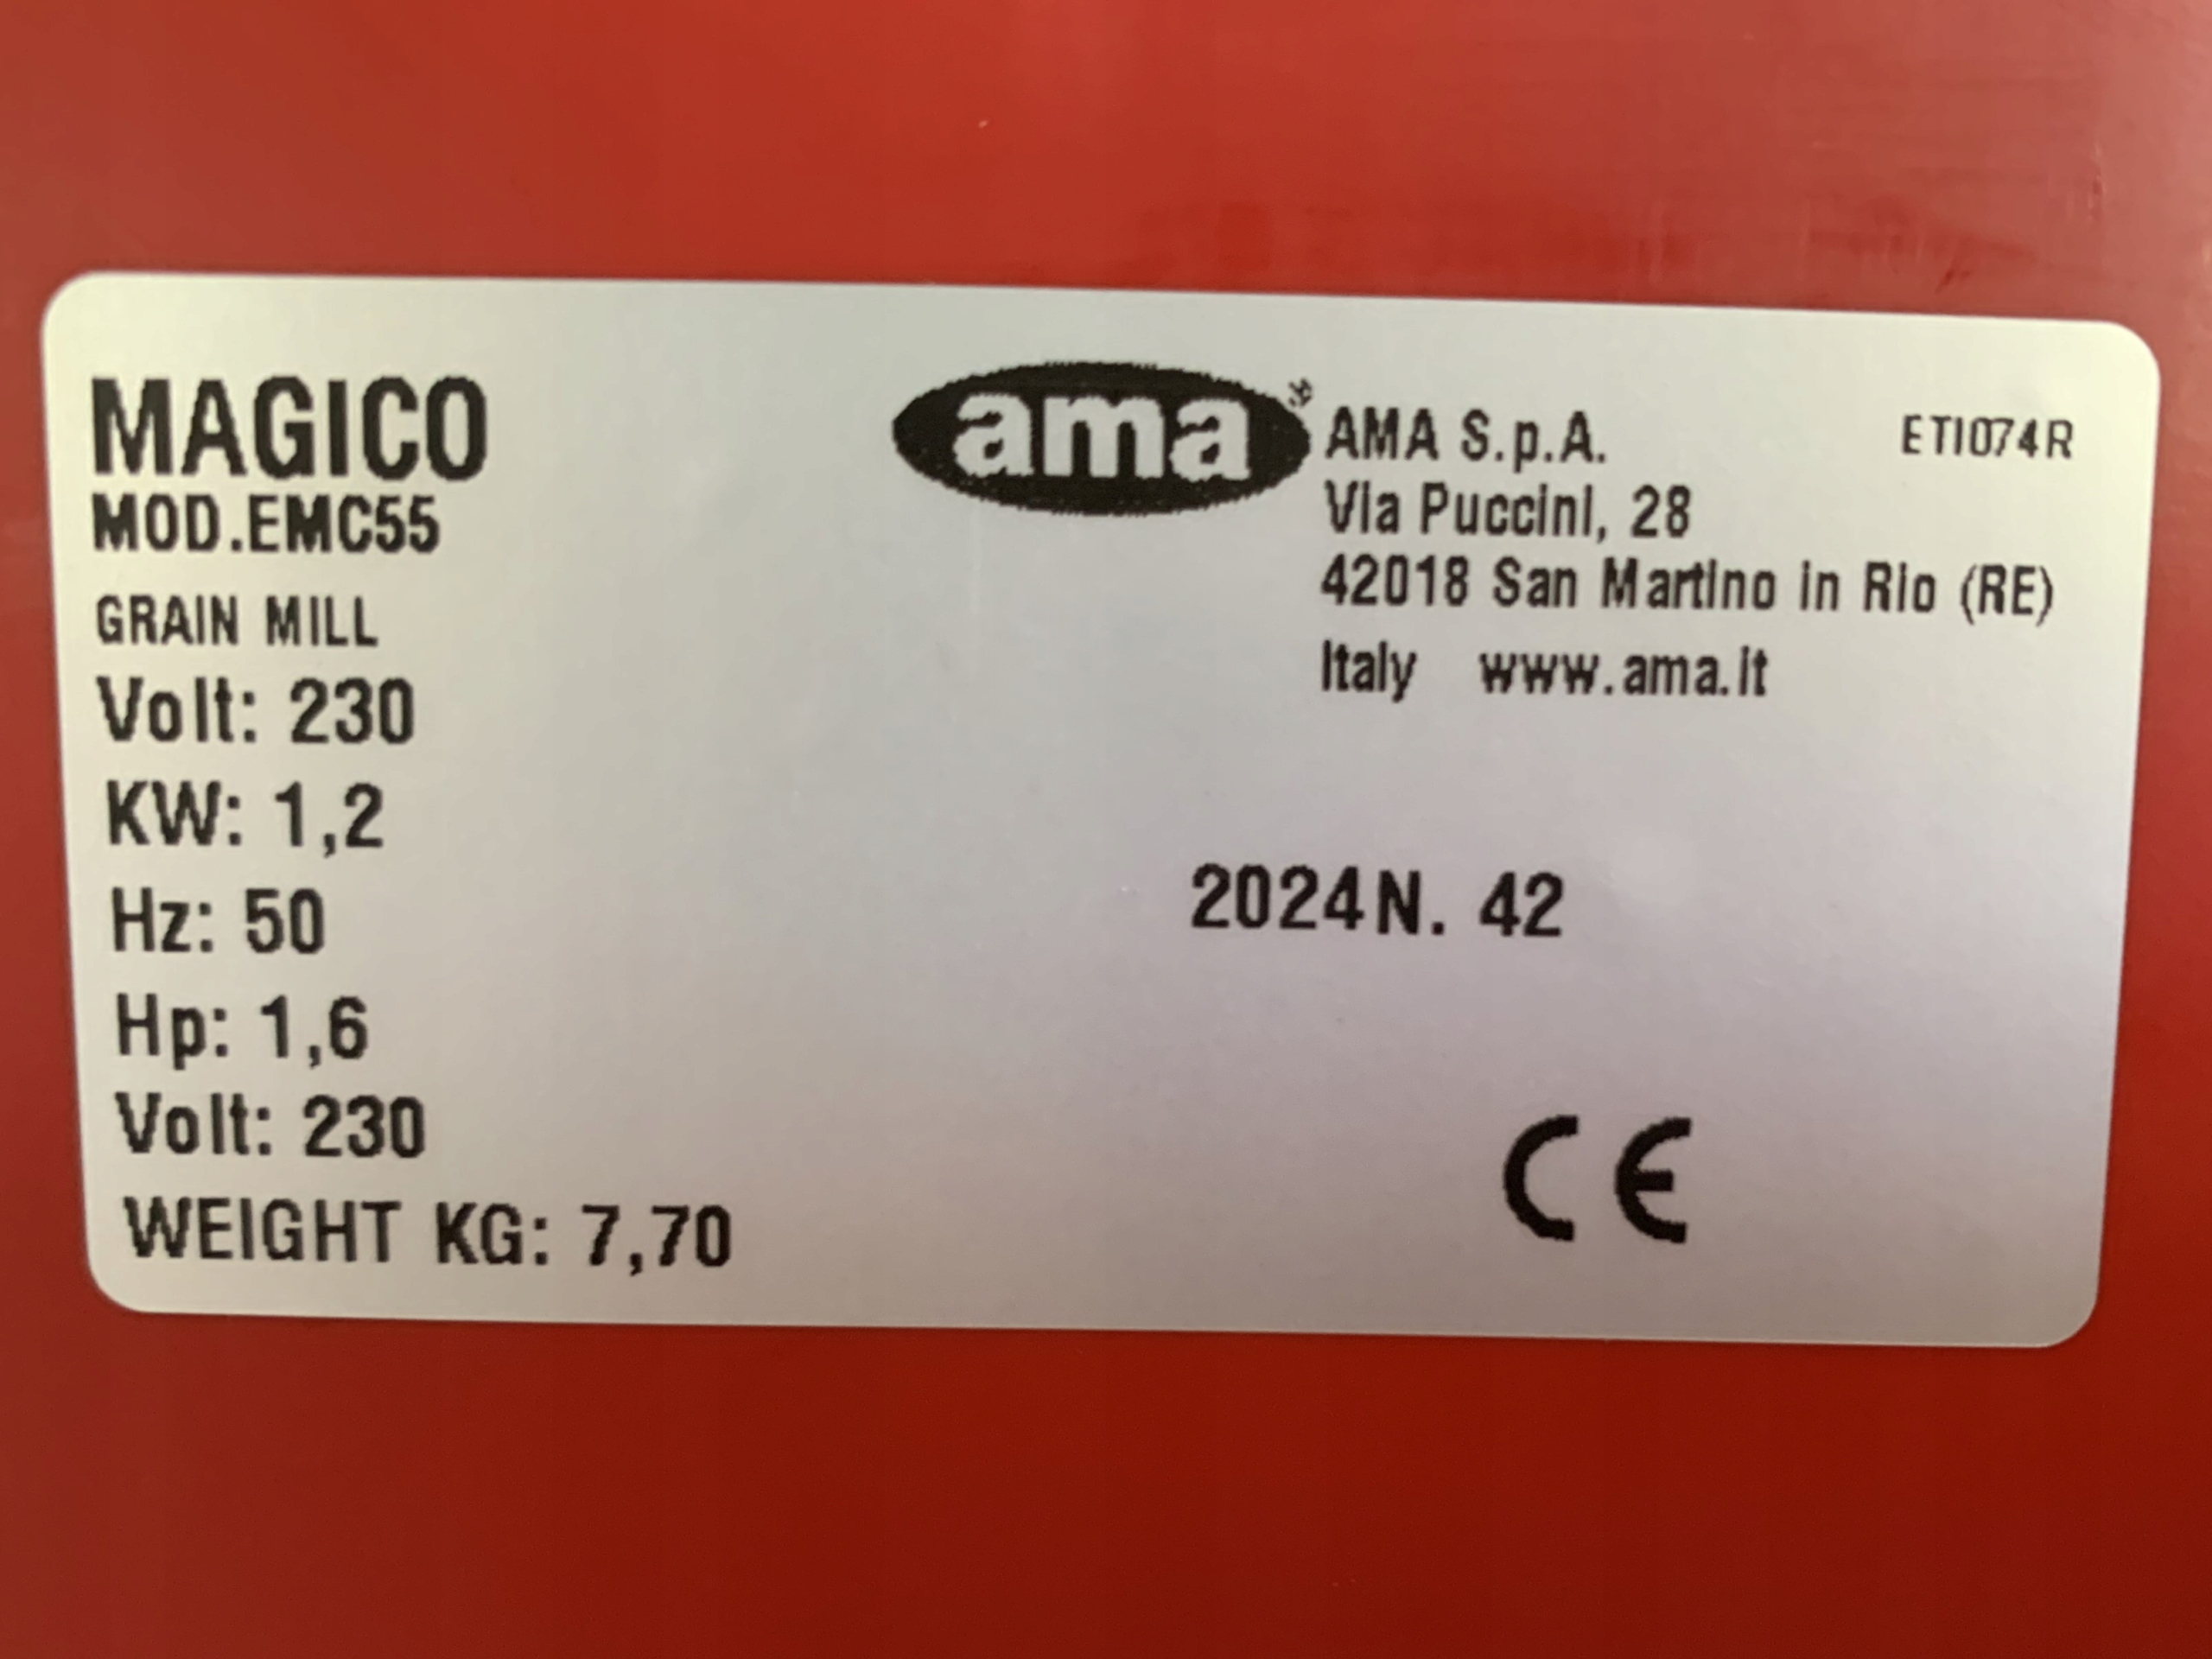 MAGICO
MOD.EMC55
GRAIN MILL
Volt: 230
KW: 1,2
Hz: 50
Hp: 1,6
Volt: 230
WEIGHT KG: 7,70
ama®
AMA S.p.A.
Via Puccini, 28
42018 San Martino in Rio (RE)
Italy www.ama.it
ETI074R
2024 N. 42
CE